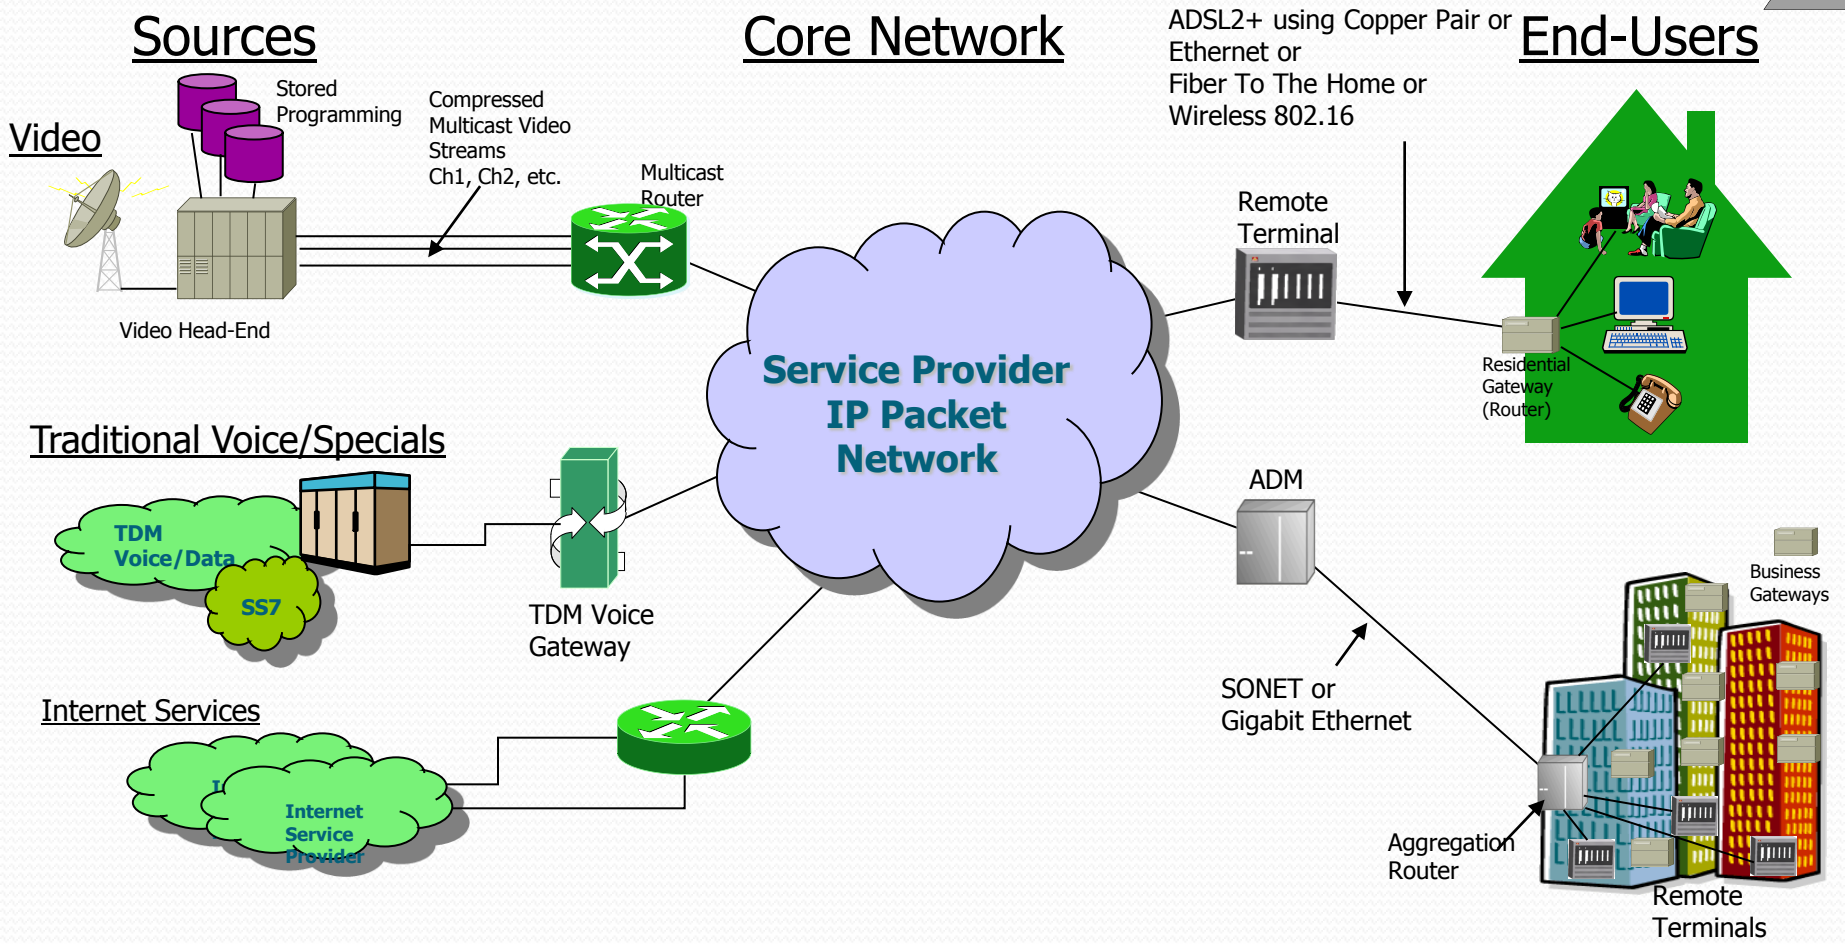 Sources
Core Network
End-Users
ADSL2+ using Copper Pair or
Ethernet or
Fiber To The Home or
Wireless 802.16
Video
Stored
Programming
Compressed
Multicast Video
Streams
Ch1, Ch2, etc.
Multicast
Router
Video Head-End
Remote
Terminal
Residential
Gateway
(Router)
Service Provider
IP Packet
Network
Traditional Voice/Specials
TDM
Voice/Data
SS7
TDM Voice
Gateway
ADM
SONET or
Gigabit Ethernet
Business
Gateways
Internet Services
Internet
Service
Provider
Aggregation
Router
Remote
Terminals